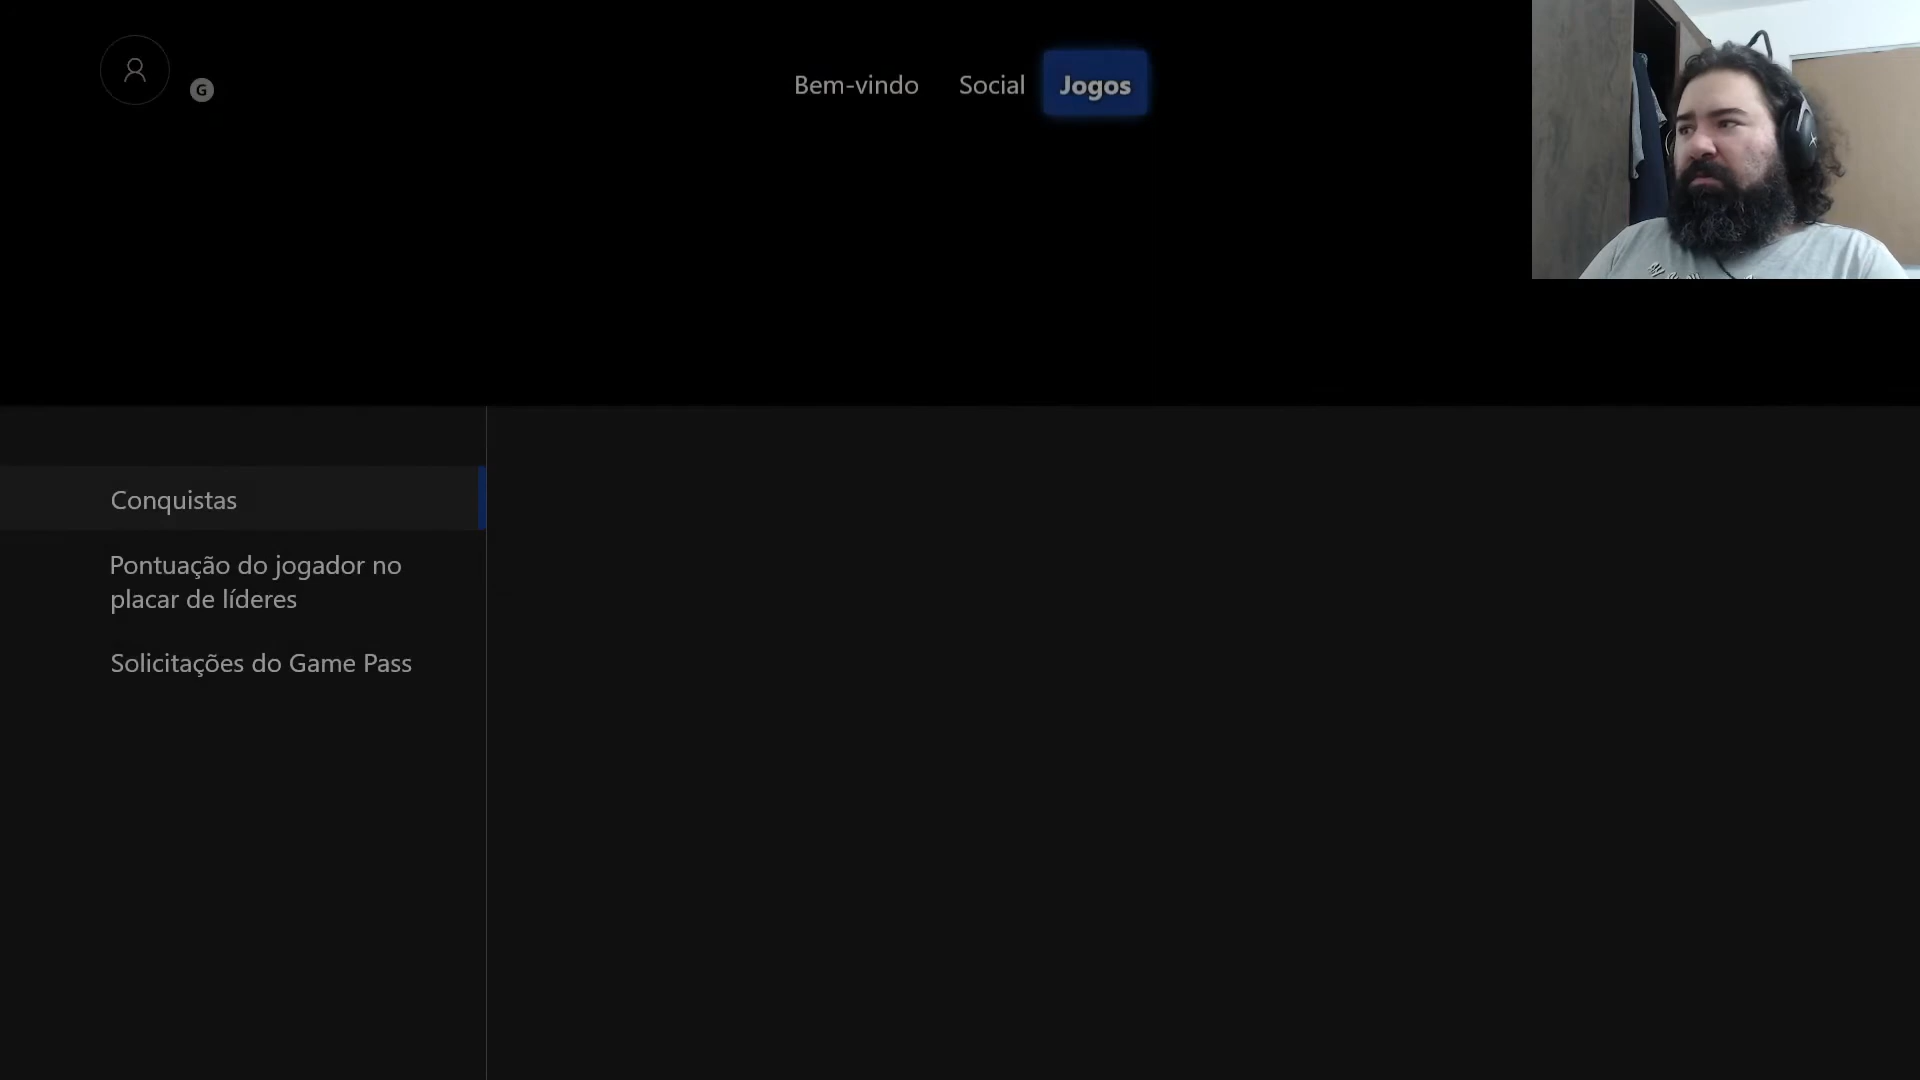 G
Bem-vindo
Social
Jogos
Conquistas
Pontuação do jogador no
placar de líderes
Solicitações do Game Pass